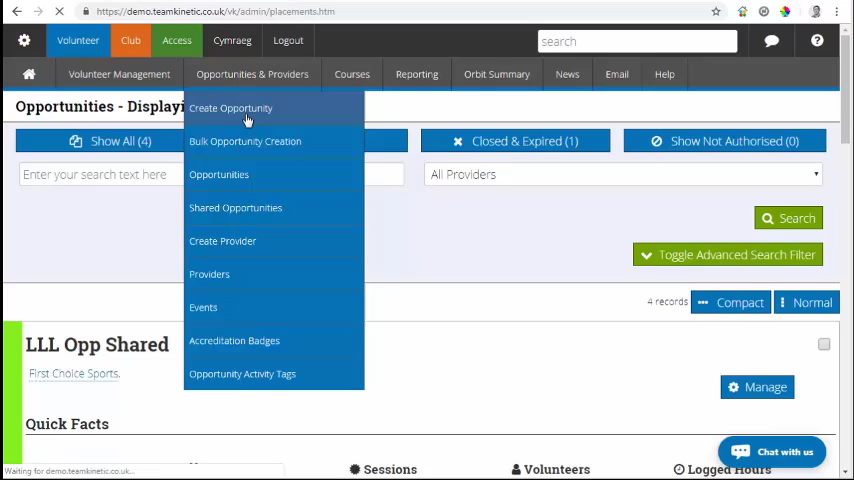 https://demo.teamkinetic.co.uk/vk/admin/placements.htm
Volunteer Club Access Cymraeg Logout search
Volunteer Management Opportunities & Providers Courses Reporting Orbit Summary News Email Help
Opportunities - Displayi
Create Opportunity
Show All (4)
Bulk Opportunity Creation
Closed & Expired (1)
Show Not Authorised (0)
Enter your search text here
Opportunities
All Providers
Shared Opportunities
Search
Create Provider
Toggle Advanced Search Filter
Providers
Events
4 records
Compact
Normal
LLL Opp Shared
Accreditation Badges
First Choice Sports.
Opportunity Activity Tags
Manage
Quick Facts
Chat with us
Waiting for demo.teamkinetic.co.uk...
Sessions
Volunteers
Logged Hours